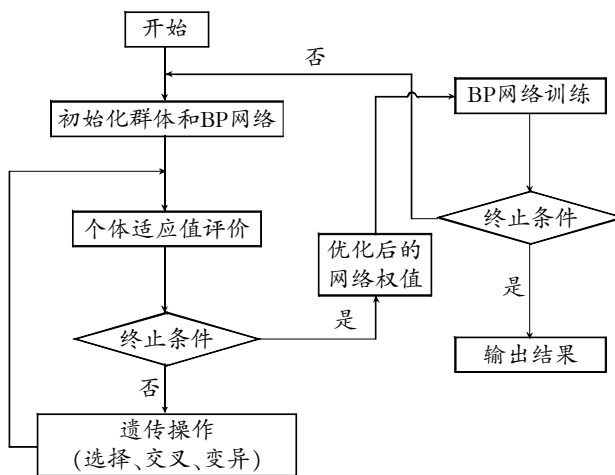 开始
否
初始化群体和BP网络
个体适应值评价
终止条件
是
否
遗传操作
(选择、交叉、变异)
优化后的
网络权值
BP网络训练
终止条件
是
输出结果